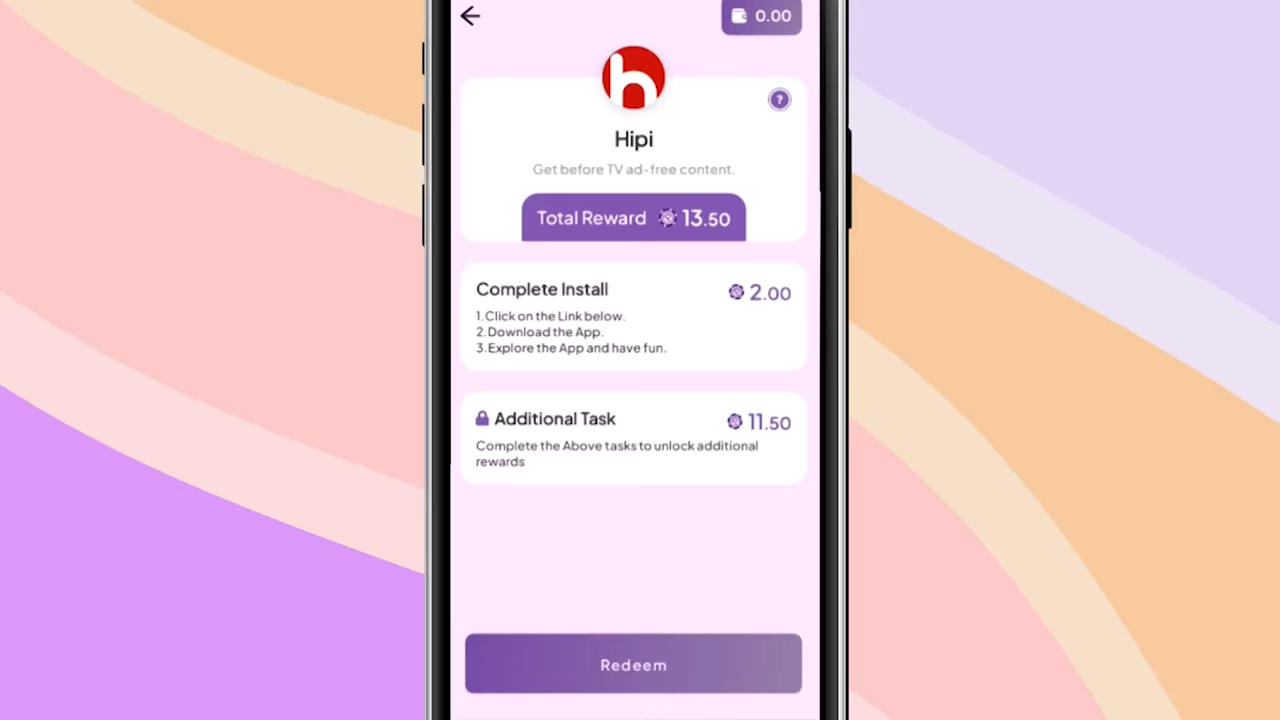 0.00
h
?
Hipi
Get before TV ad-free content.
Total Reward 13.50
Complete Install 2.00
1.Click on the Link below.
2.Download the App.
3.Explore the App and have fun.
Additional Task 11.50
Complete the Above tasks to unlock additional
rewards
Redeem